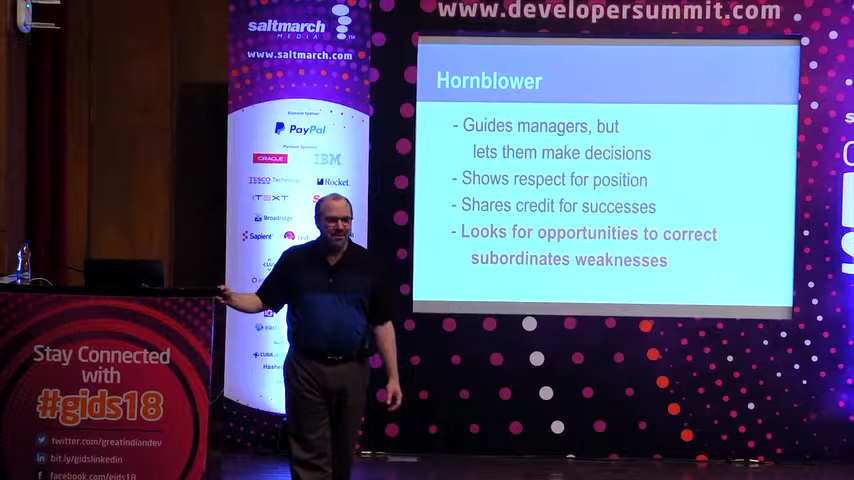 saltmarch
MEDIA
TM
www.saltmarch.com
PayPal
ORACLE
IBM
TESCO Technology
Rocket
iTEXT
Broadridge
Sapient
www.developersummit.com
Hornblower
- Guides managers, but
lets them make decisions
- Shows respect for position
- Shares credit for successes
- Looks for opportunities to correct
subordinates weaknesses
Stay Connected
with
#gids18
twitter.com/greatindiandev
bit.ly/gidslinkedin
facebook.com/gids18